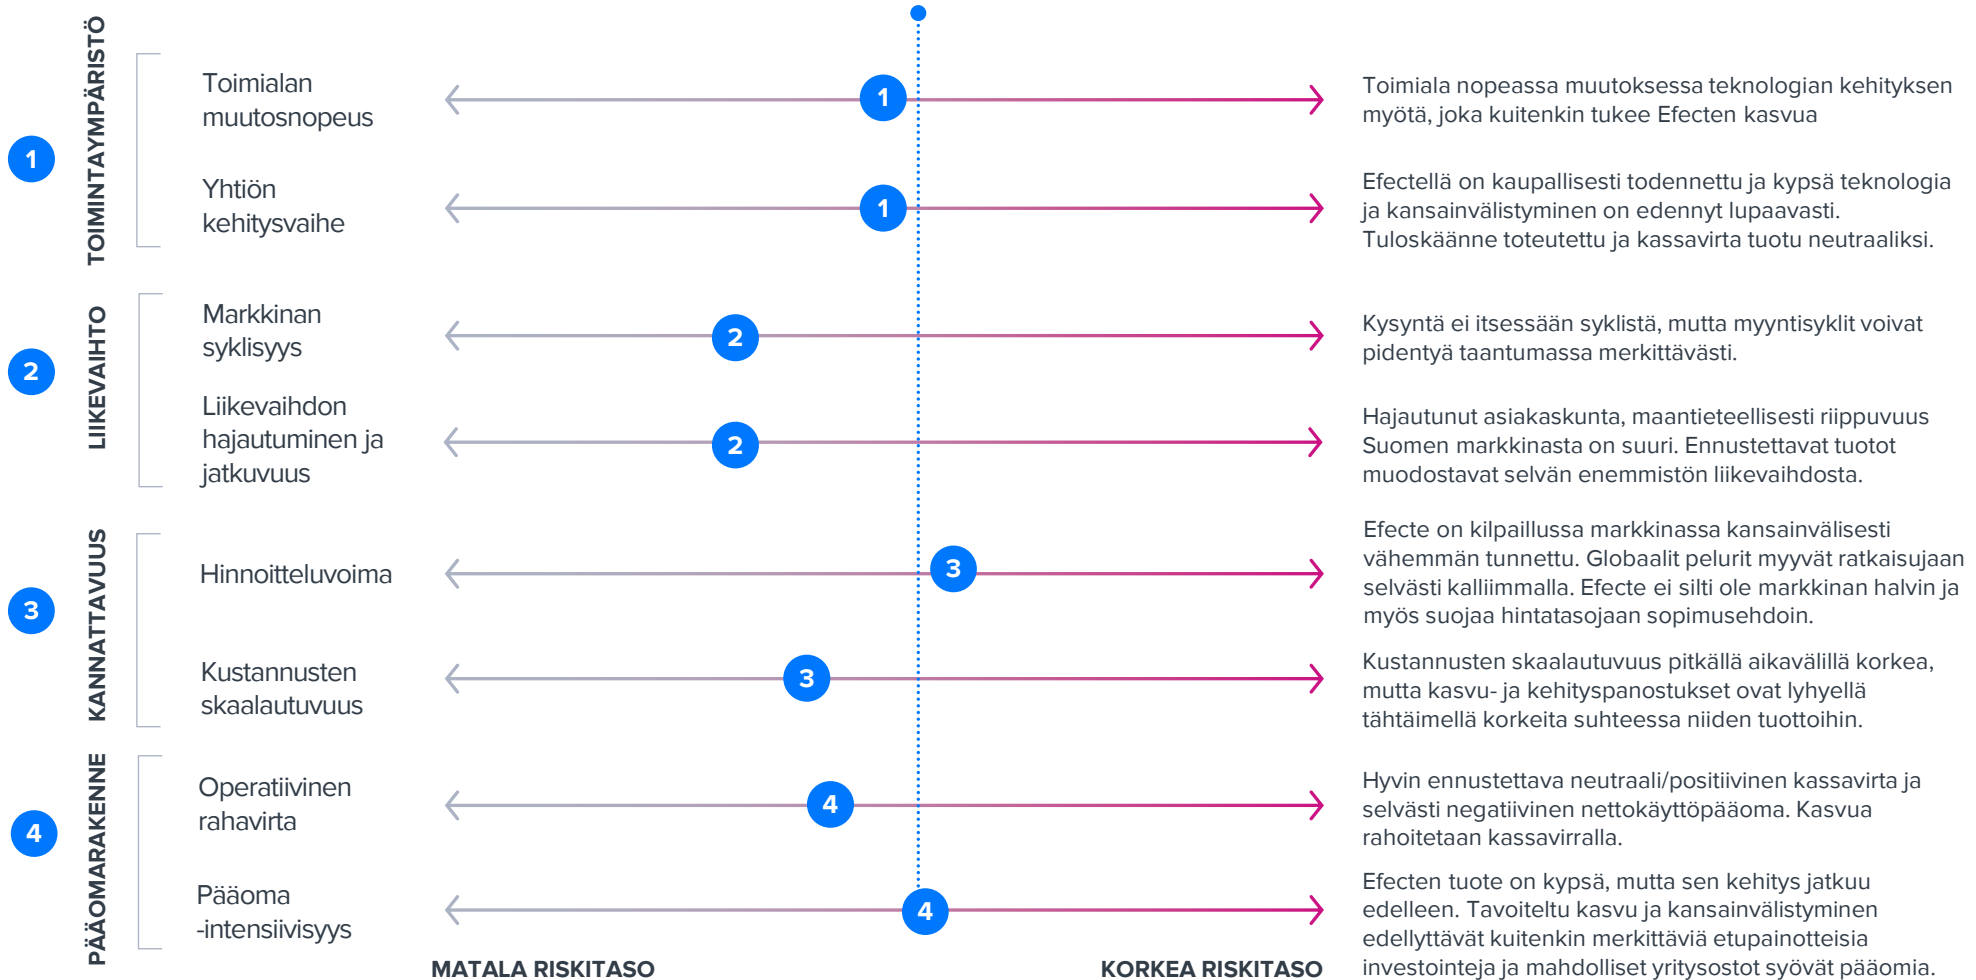 1
TOIMINTAYMPÄRISTÖ
Toimialan
muutosnopeus
1
Toimiala nopeassa muutoksessa teknologian kehityksen
myötä, joka kuitenkin tukee Efecten kasvua
Yhtiön
kehitysvaihe
1
Efectellä on kaupallisesti todennettu ja kypsä teknologia
ja kansainvälistyminen on edennyt lupaavasti.
Tuloskäänne toteutettu ja kassavirta tuotu neutraaliksi.
2
LIIKEVAIHTO
Markkinan
syklisyys
2
Kysyntä ei itsessään syklistä, mutta myyntisyklit voivat
pidentyä taantumassa merkittävästi.
Liikevaihdon
hajautuminen ja
jatkuvuus
2
Hajautunut asiakaskunta, maantieteellisesti riippuvuus
Suomen markkinasta on suuri. Ennustettavat tuotot
muodostavat selvän enemmistön liikevaihdosta.
3
KANNATTAVUUS
Hinnoitteluvoima
3
Efecte on kilpaillussa markkinassa kansainvälisesti
vähemmän tunnettu. Globaalit pelurit myyvät ratkaisujaan
selvästi kalliimmalla. Efecte ei silti ole markkinan halvin ja
myös suojaa hintatasojaan sopimusehdoin.
Kustannusten
skaalautuvuus
3
Kustannusten skaalautuvuus pitkällä aikavälillä korkea,
mutta kasvu- ja kehityspanostukset ovat lyhyellä
tähtäimellä korkeita suhteessa niiden tuottoihin.
4
PÄÄOMARAKENNE
Operatiivinen
rahavirta
4
Hyvin ennustettava neutraali/positiivinen kassavirta ja
selvästi negatiivinen nettokäyttöpääoma. Kasvua
rahoitetaan kassavirralla.
Pääoma
-intensiivisyys
4
Efecten tuote on kypsä, mutta sen kehitys jatkuu
edelleen. Tavoiteltu kasvu ja kansainvälistyminen
edellyttävät kuitenkin merkittäviä etupainotteisia
investointeja ja mahdolliset yritysostot syövät pääomia.
MATALA RISKITASO
KORKEA RISKITASO